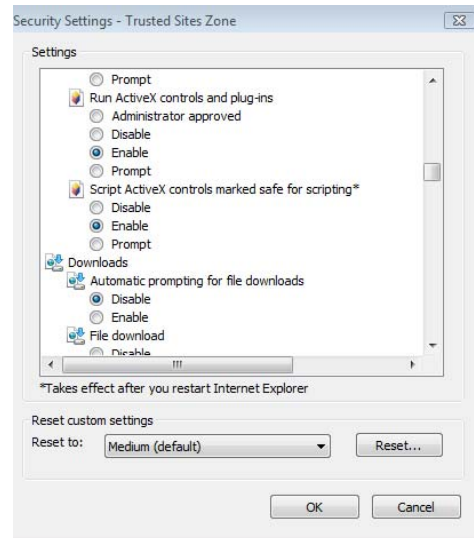 Security Settings - Trusted Sites Zone
Settings
Prompt
Run ActiveX controls and plug-ins
Administrator approved
Disable
Enable
Prompt
Script ActiveX controls marked safe for scripting*
Disable
Enable
Prompt
Downloads
Automatic prompting for file downloads
Disable
Enable
File download
Disable
*Takes effect after you restart Internet Explorer
Reset custom settings
Reset to:
Medium (default)
Reset...
OK
Cancel